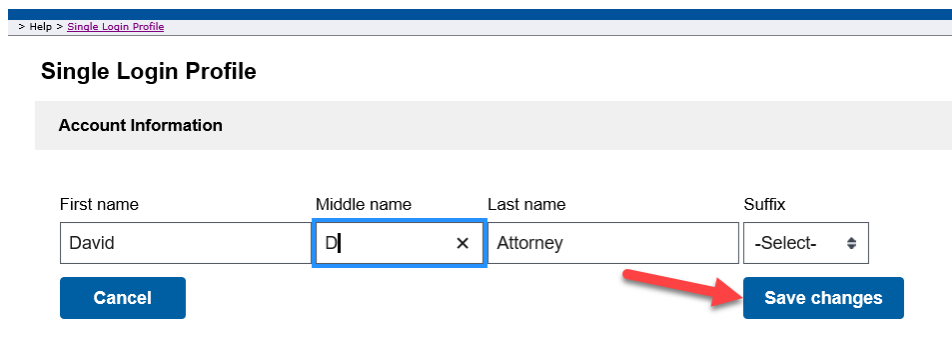 > Help > Single Login Profile
Single Login Profile
Account Information
First name Middle name Last name Suffix
David D × Attorney -Select-
Cancel Save changes